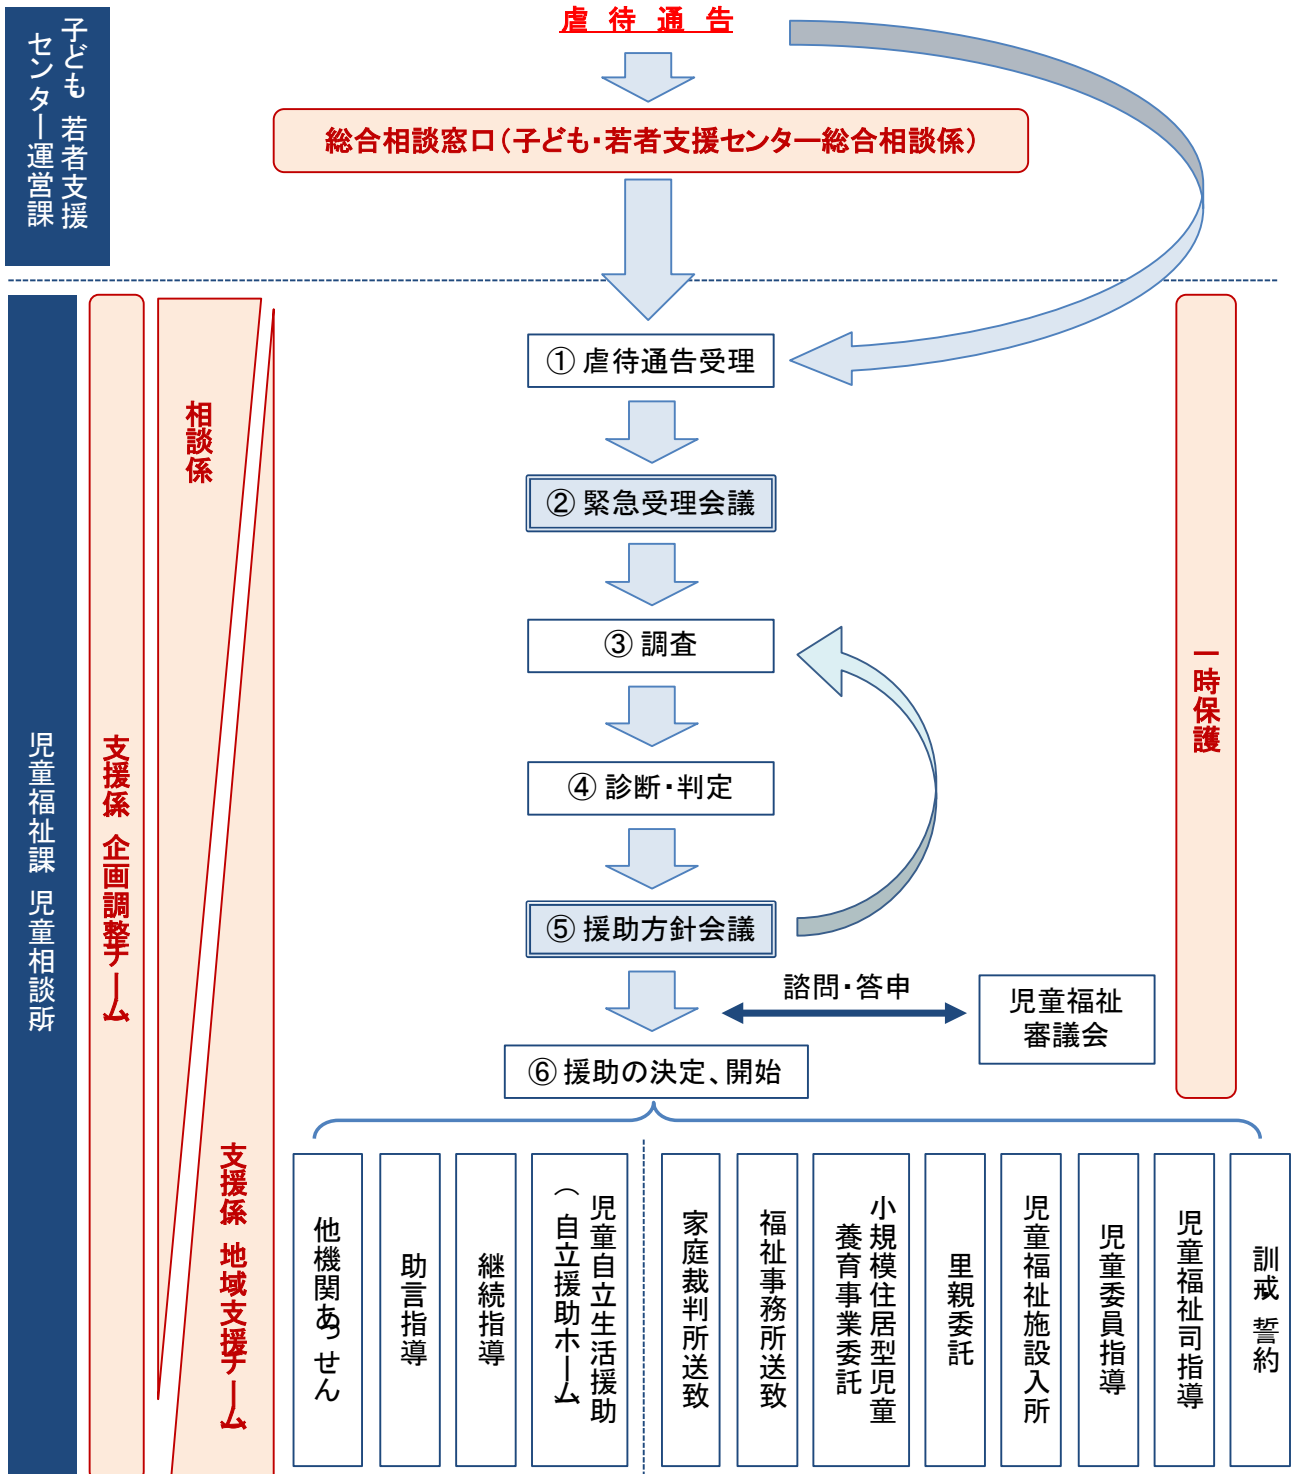 子ども・若者支援
センター運営課
虐 待 通 告
総合相談窓口(子ども・若者支援センター総合相談係)
児童福祉課 児童相談所
支援係 企画調整チーム
相談係
支援係 地域支援チーム
① 虐待通告受理
② 緊急受理会議
③ 調査
④ 診断・判定
⑤ 援助方針会議
諮問・答申
児童福祉
審議会
⑥ 援助の決定、開始
一時保護
他機関あっせん
助言指導
継続指導
児童自立生活援助
(自立援助ホーム)
家庭裁判所送致
福祉事務所送致
小規模住居型児童
養育事業委託
里親委託
児童福祉施設入所
児童委員指導
児童福祉司指導
訓戒・誓約